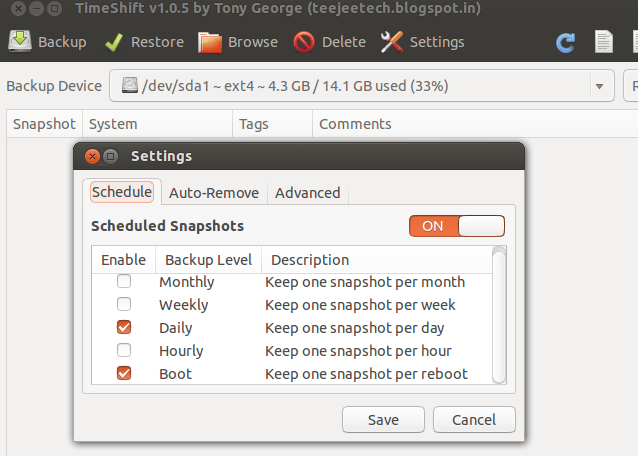 TimeShift v1.0.5 by Tony George (teejeetech.blogspot.in)
Backup Restore Browse Delete Settings
Backup Device /dev/sda1 ~ ext4 ~ 4.3 GB / 14.1 GB used (33%)
Snapshot System Tags Comments
Settings
Schedule Auto-Remove Advanced
Scheduled Snapshots ON
Enable Backup Level Description
Monthly Keep one snapshot per month
Weekly Keep one snapshot per week
Daily Keep one snapshot per day
Hourly Keep one snapshot per hour
Boot Keep one snapshot per reboot
Save Cancel